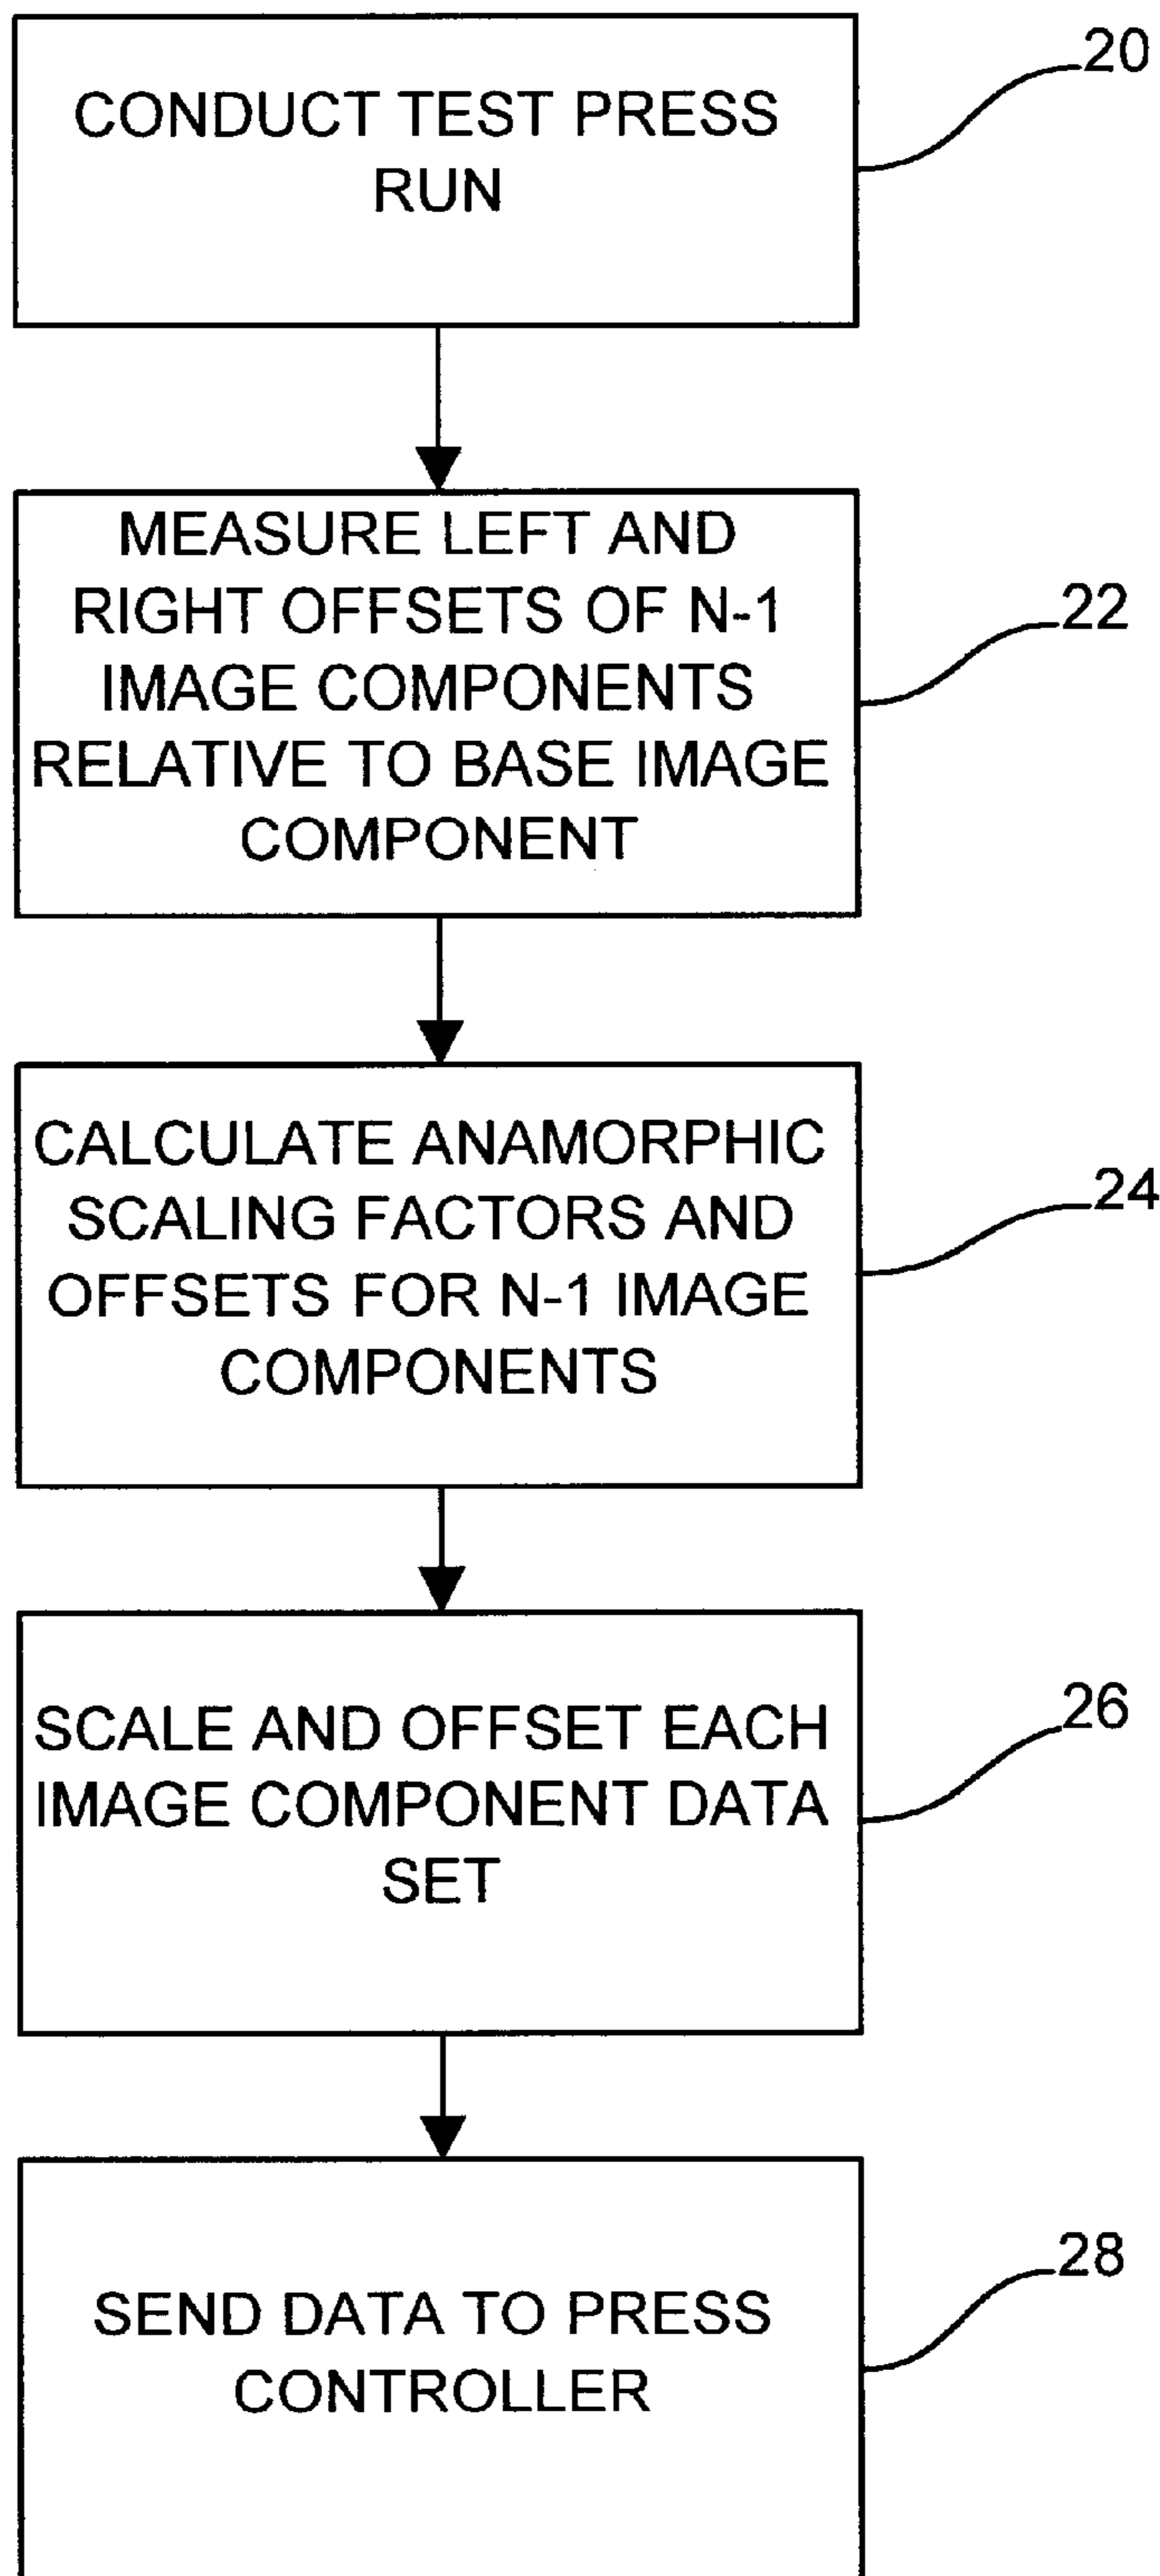 CONDUCT TEST PRESS
RUN
20
MEASURE LEFT AND
RIGHT OFFSETS OF N-1
IMAGE COMPONENTS
RELATIVE TO BASE IMAGE
COMPONENT
22
CALCULATE ANAMORPHIC
SCALING FACTORS AND
OFFSETS FOR N-1 IMAGE
COMPONENTS
24
SCALE AND OFFSET EACH
IMAGE COMPONENT DATA
SET
26
SEND DATA TO PRESS
CONTROLLER
28